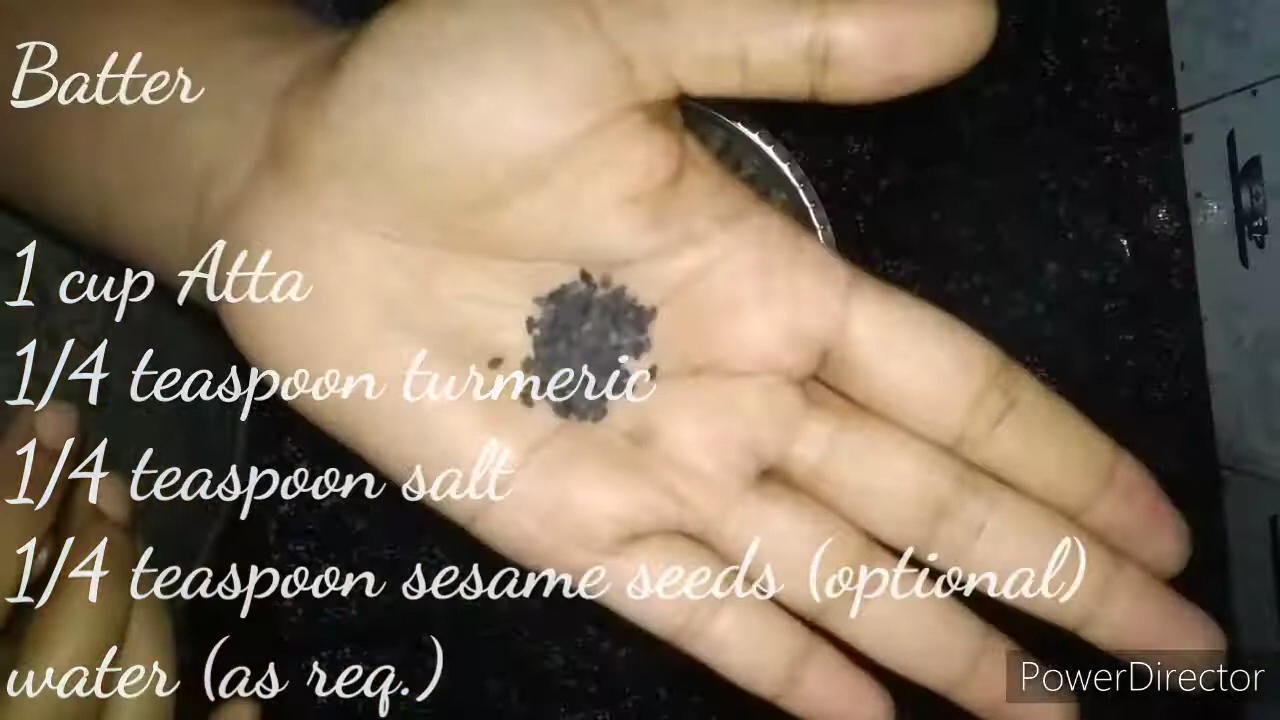 Batter
1 cup Atta
1/4 teaspoon turmeric
1/4 teaspoon salt
1/4 teaspoon sesame seeds (optional)
water (as req.)
PowerDirector